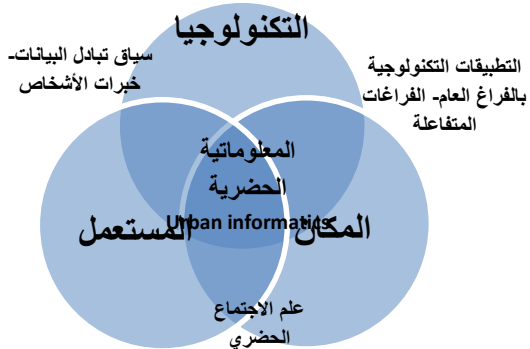 التكنولوجيا
التطبيقات التكنولوجية
بالفراغ العام- الفراغات
المتفاعلة
سياق تبادل البيانات-
خبرات الأشخاص
المعلوماتية
الحضرية
Urban informatics
المكان
المستعمل
علم الاجتماع
الحضري